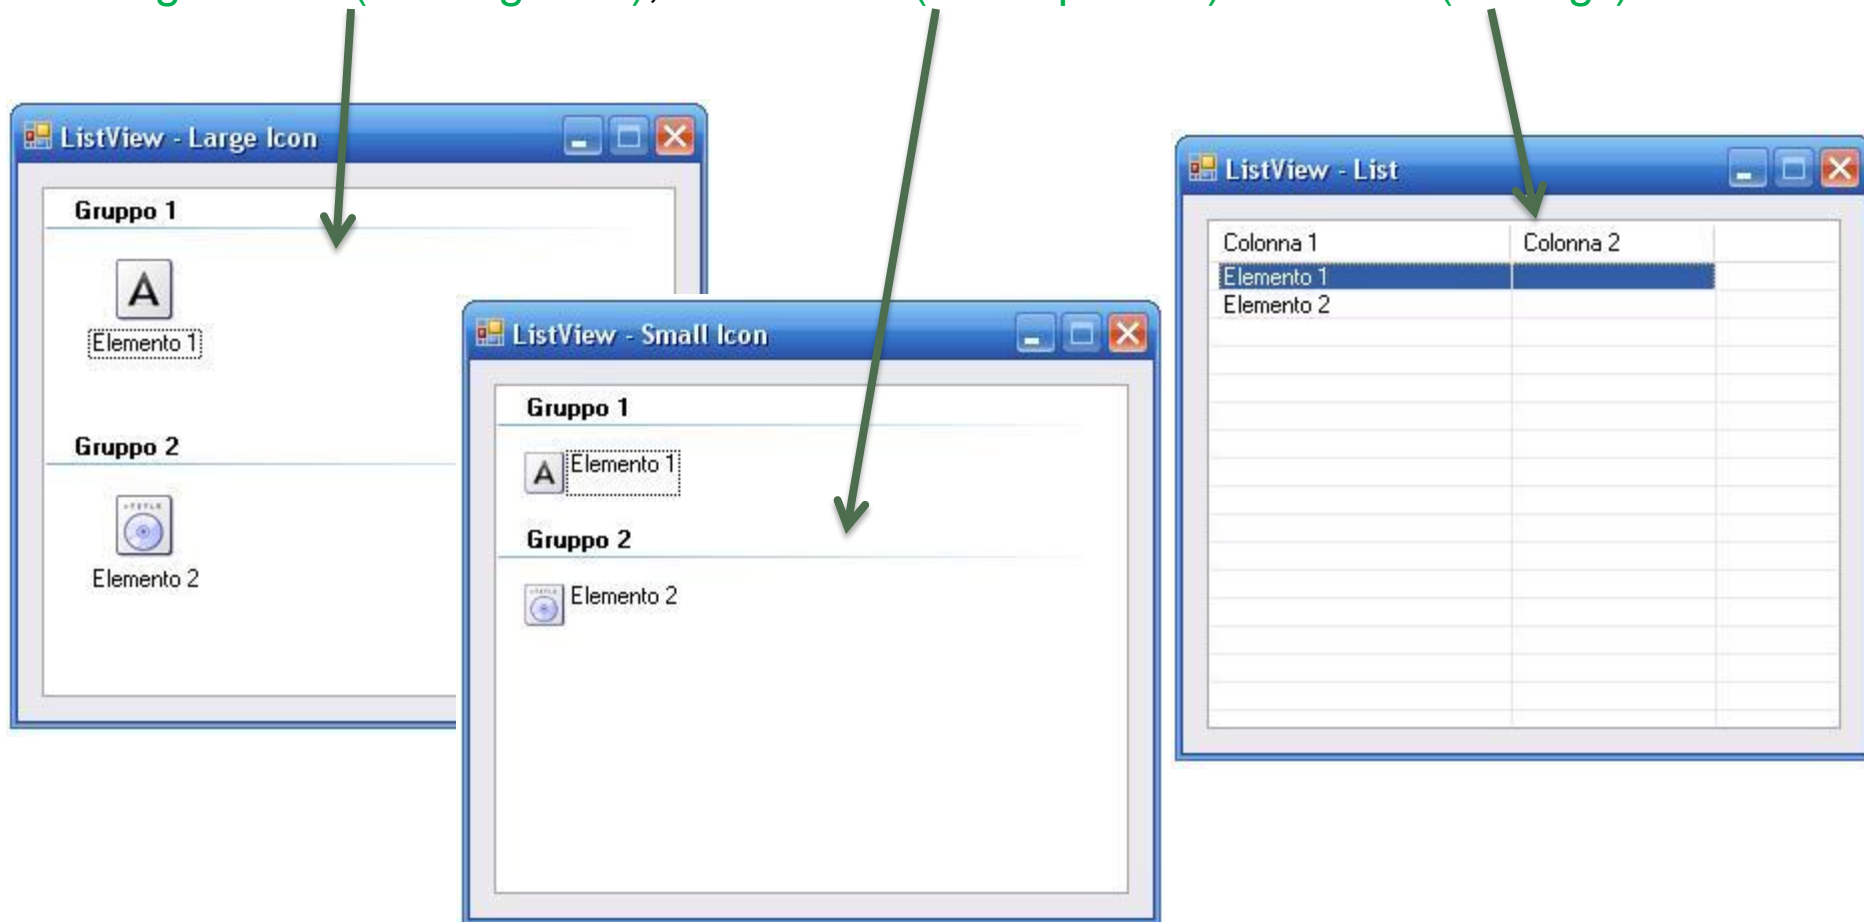 ListView - Large Icon
Gruppo 1
A
Elemento 1
Gruppo 2
Elemento 2
ListView - Small Icon
Gruppo 1
A
Elemento 1
Gruppo 2
Elemento 2
ListView - List
Colonna 1 Colonna 2
Elemento 1
Elemento 2